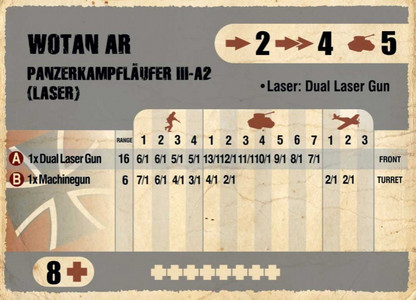 WOTAN AR
2 4 5
PANZERKAMPFLÄUFER III-A2
(LASER)
•Laser: Dual Laser Gun
RANGE 1 2 3 4 1 2 3 4 5 6 7 1 2 3
A 1x Dual Laser Gun 16 6/1 6/1 5/1 5/1 13/1 12/1 11/1 10/1 9/1 8/1 7/1 FRONT
B 1x Machinegun 6 7/1 6/1 4/1 3/1 4/1 2/1 2/1 2/1 TURRET
8